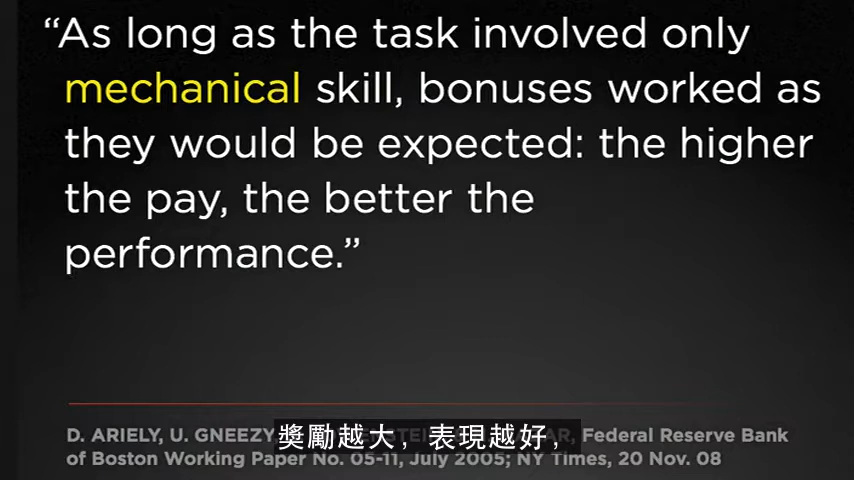 “As long as the task involved only
mechanical skill, bonuses worked as
they would be expected: the higher
the pay, the better the
performance.”
D. ARIELY, U. GNEEZY, Federal Reserve Bank
of Boston Working Paper No. 05-11, July 2005; NY Times, 20 Nov. 08
獎勵越大，表現越好，